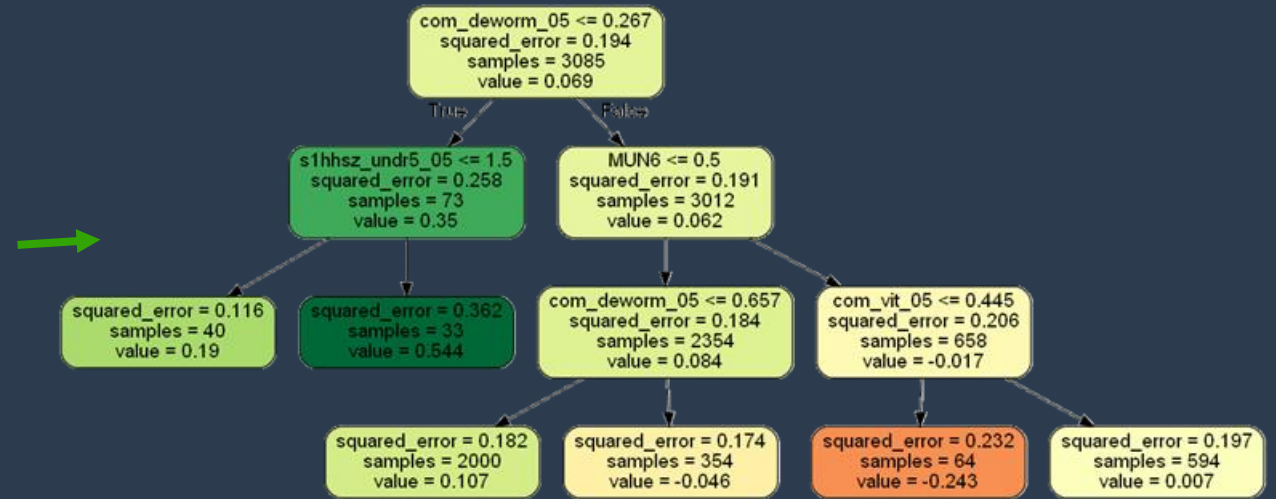 com_deworm_05 <= 0.267
squared_error = 0.194
samples = 3085
value = 0.069
True
False
s1hhsz_undr5_05 <= 1.5
squared_error = 0.258
samples = 73
value = 0.35
MUN6 <= 0.5
squared_error = 0.191
samples = 3012
value = 0.062
squared_error = 0.116
samples = 40
value = 0.19
squared_error = 0.362
samples = 33
value = 0.544
com_deworm_05 <= 0.657
squared_error = 0.184
samples = 2354
value = 0.084
com_vit_05 <= 0.445
squared_error = 0.206
samples = 658
value = -0.017
squared_error = 0.182
samples = 2000
value = 0.107
squared_error = 0.174
samples = 354
value = -0.046
squared_error = 0.232
samples = 64
value = -0.243
squared_error = 0.197
samples = 594
value = 0.007